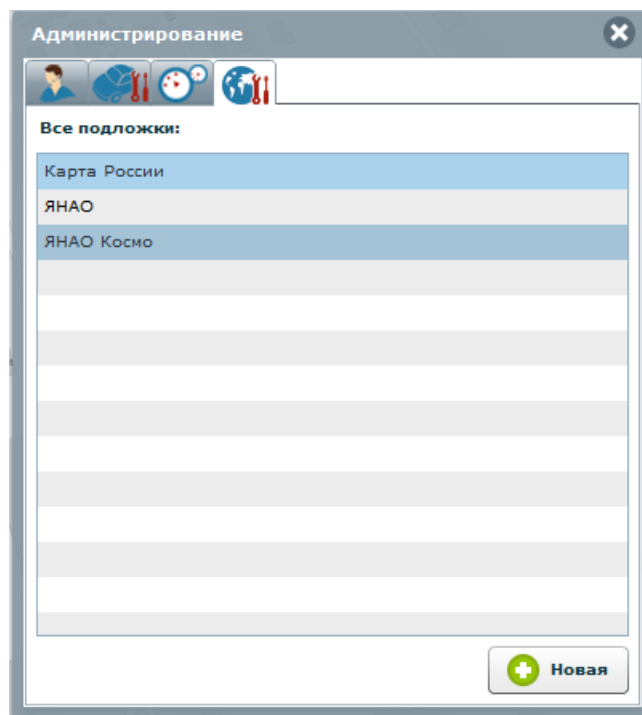 Администрирование
Все подложки:
Карта России
ЯНАО
ЯНАО Космо
Новая